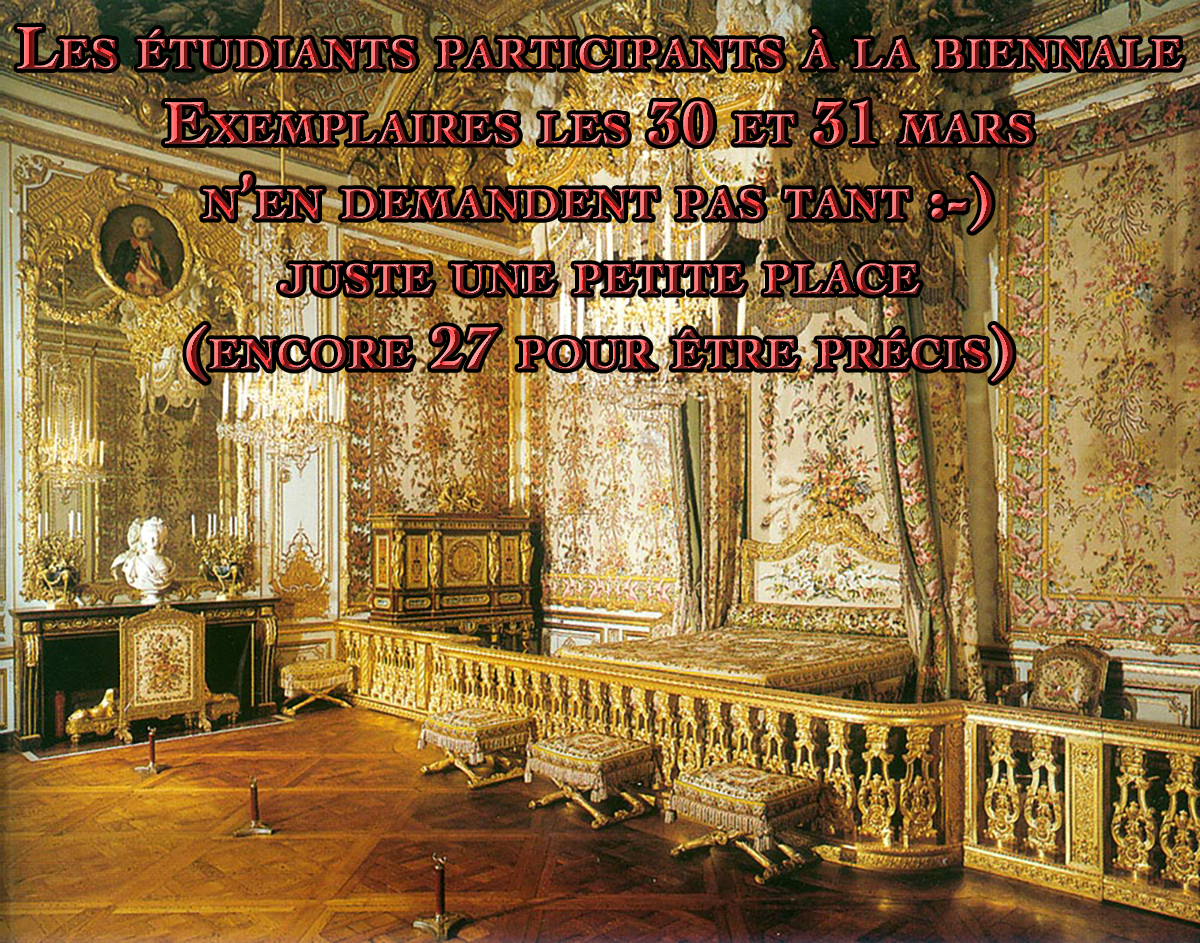 Les étudiants participants à la biennale
Exemplaires les 30 et 31 mars
n'en demandent pas tant :-)
juste une petite place
(encore 27 pour être précis)